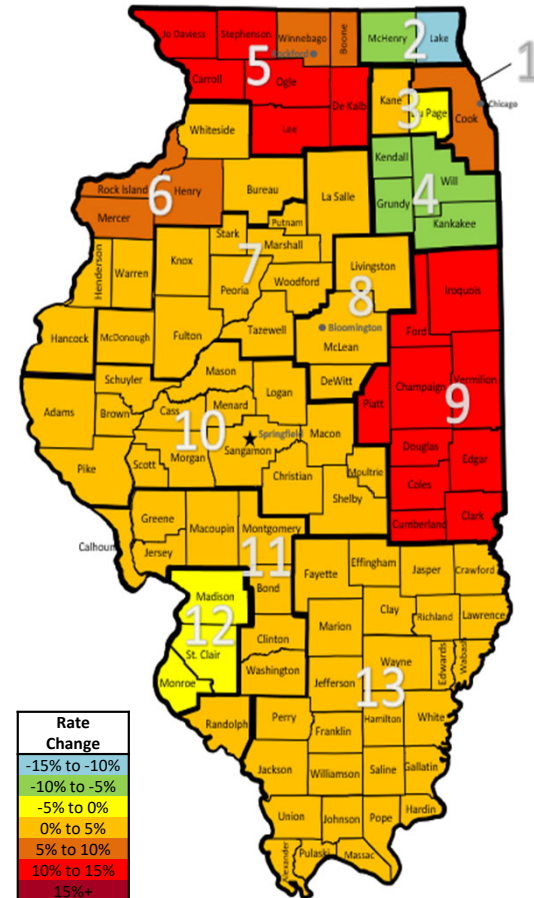 Jo Daviess
Stephenson
Winnebago
Boone
McHenry
2
Lake
Rockford
1
5
Carroll
Ogle
De Kalb
Kane
3
Du Page
Cook
Chicago
Whiteside
Lee
Kendall
Will
Rock Island
6
Henry
Bureau
La Salle
Grundy
4
Mercer
Putnam
Kankakee
Stark
Marshall
Henderson
Warren
Knox
7
Peoria
Woodford
Livingston
Iroquois
8
Hancock
McDonough
Fulton
Tazewell
Bloomington
McLean
Ford
Mason
Schuyler
Logan
DeWitt
Champaign
Vermilion
Adams
Brown
Cass
Menard
Piatt
9
10
Springfield
Macon
Sangamon
Morgan
Douglas
Edgar
Pike
Scott
Christian
Moultrie
Coles
Shelby
Greene
Macoupin
Montgomery
Cumberland
Clark
Calhoun
Jersey
11
Fayette
Effingham
Jasper
Crawford
Madison
Bond
Clay
Richland
Lawrence
12
Marion
St. Clair
Clinton
Wayne
Edwards
Wabash
Monroe
Washington
Jefferson
13
Randolph
Perry
Hamilton
White
Franklin
Jackson
Williamson
Saline
Gallatin
Union
Johnson
Pope
Hardin
Alexander
Pulaski
Massac
Rate
Change
-15% to -10%
-10% to -5%
-5% to 0%
0% to 5%
5% to 10%
10% to 15%
15%+